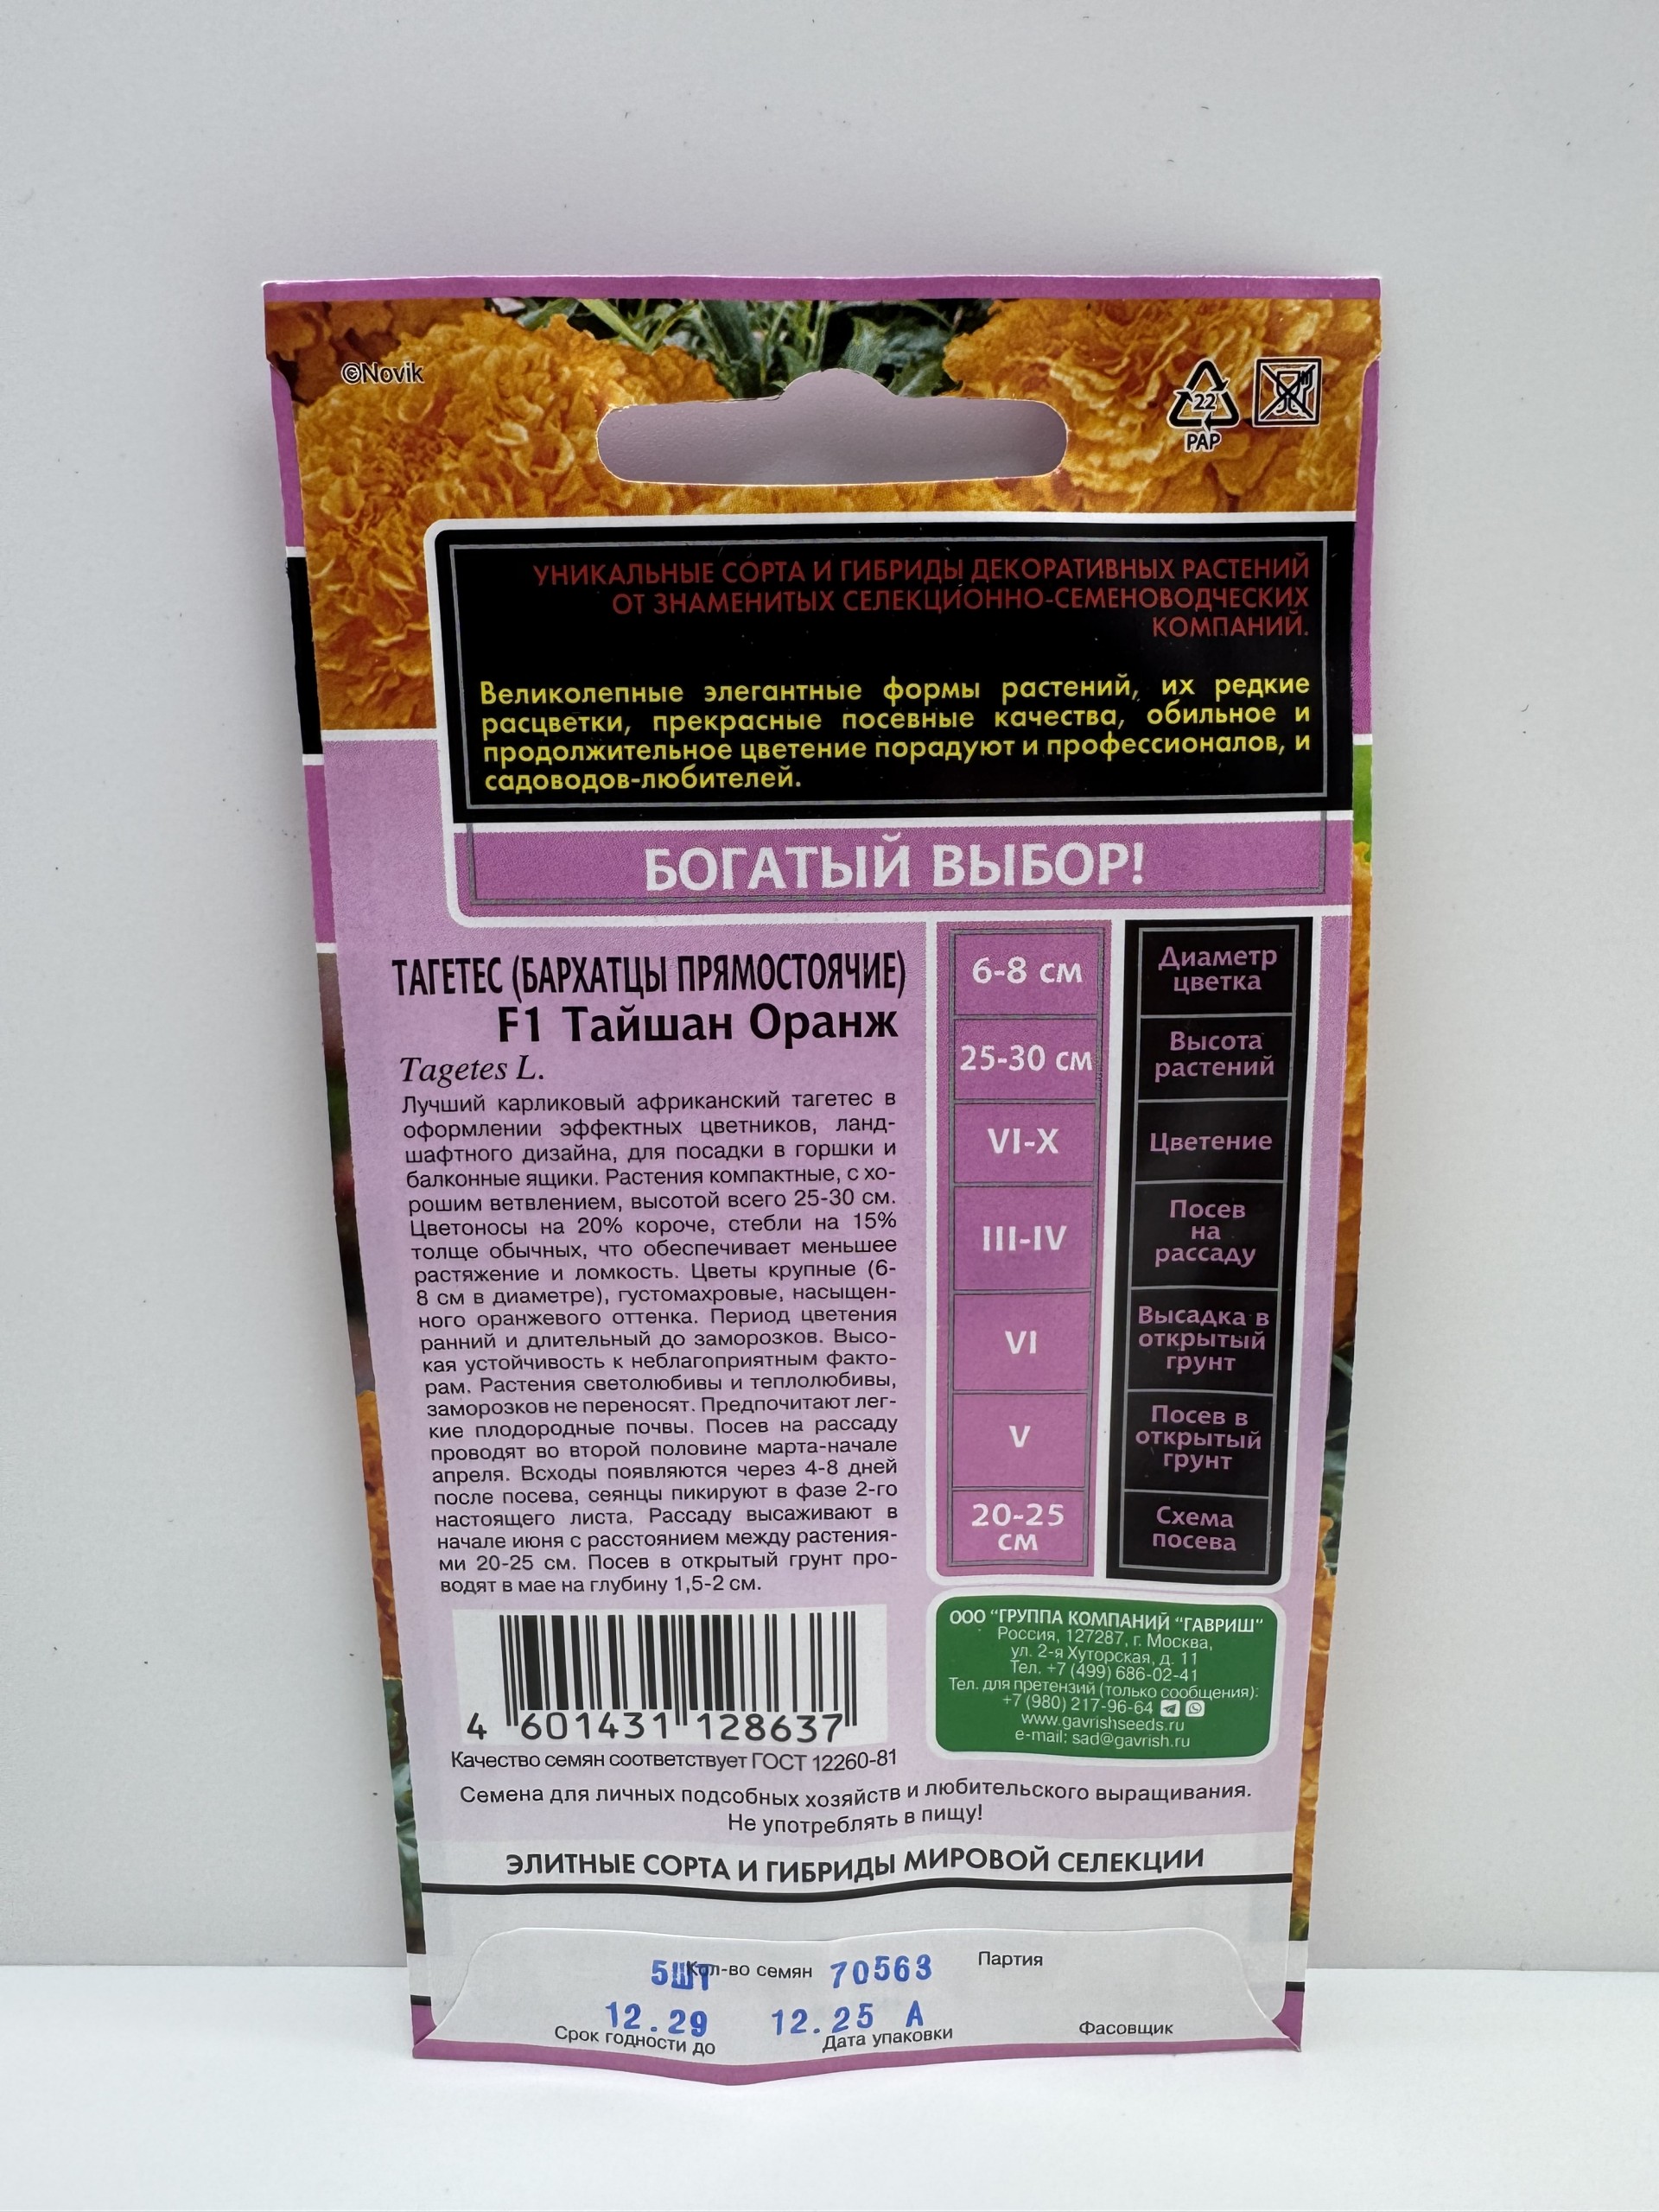 ©Novik
22
PAP
УНИКАЛЬНЫЕ СОРТА И ГИБРИДЫ ДЕКОРАТИВНЫХ РАСТЕНИЙ
ОТ ЗНАМЕНИТЫХ СЕЛЕКЦИОННО-СЕМЕНОВОДЧЕСКИХ
КОМПАНИЙ.
Великолепные элегантные формы растений, их редкие
расцветки, прекрасные посевные качества, обильное и
продолжительное цветение порадуют и профессионалов, и
садоводов-любителей.
БОГАТЫЙ ВЫБОР!
ТАГЕТЕС (БАРХАТЦЫ ПРЯМОСТОЯЧИЕ)
F1 Тайшан Оранж
Tagetes L.
Лучший карликовый африканский тагетес в
оформлении эффектных цветников, ланд-
шафтного дизайна, для посадки в горшки и
балконные ящики. Растения компактные, с хо-
рошим ветвлением, высотой всего 25-30 см.
Цветоносы на 20% короче, стебли на 15%
толще обычных, что обеспечивает меньшее
растяжение и ломкость. Цветы крупные (6-
8 см в диаметре), густомахровые, насыщен-
ного оранжевого оттенка. Период цветения
ранний и длительный до заморозков. Высо-
кая устойчивость к неблагоприятным факто-
рам. Растения светолюбивы и теплолюбивы,
заморозков не переносят. Предпочитают лег-
кие плодородные почвы. Посев на рассаду
проводят во второй половине марта-начале
апреля. Всходы появляются через 4-8 дней
после посева, сеянцы пикируют в фазе 2-го
настоящего листа. Рассаду высаживают в
начале июня с расстоянием между растения-
ми 20-25 см. Посев в открытый грунт про-
водят в мае на глубину 1,5-2 см.
6-8 см
Диаметр
цветка
25-30 см
Высота
растений
VI-X
Цветение
III-IV
Посев
на
рассаду
VI
Высадка в
открытый
грунт
V
Посев в
открытый
грунт
20-25
см
Схема
посева
4 601431 128637
Качество семян соответствует ГОСТ 12260-81
ООО "ГРУППА КОМПАНИЙ "ГАВРИШ"
Россия, 127287, г. Москва,
ул. 2-я Хуторская, д. 11
Тел. +7 (499) 686-02-41
Тел. для претензий (только сообщения):
+7 (980) 217-96-64
www.gavrishseeds.ru
e-mail: sad@gavrish.ru
Семена для личных подсобных хозяйств и любительского выращивания.
Не употреблять в пищу!
ЭЛИТНЫЕ СОРТА И ГИБРИДЫ МИРОВОЙ СЕЛЕКЦИИ
5шт Кол-во семян 70563 Партия
12.29 12.25 А
Срок годности до Дата упаковки Фасовщик